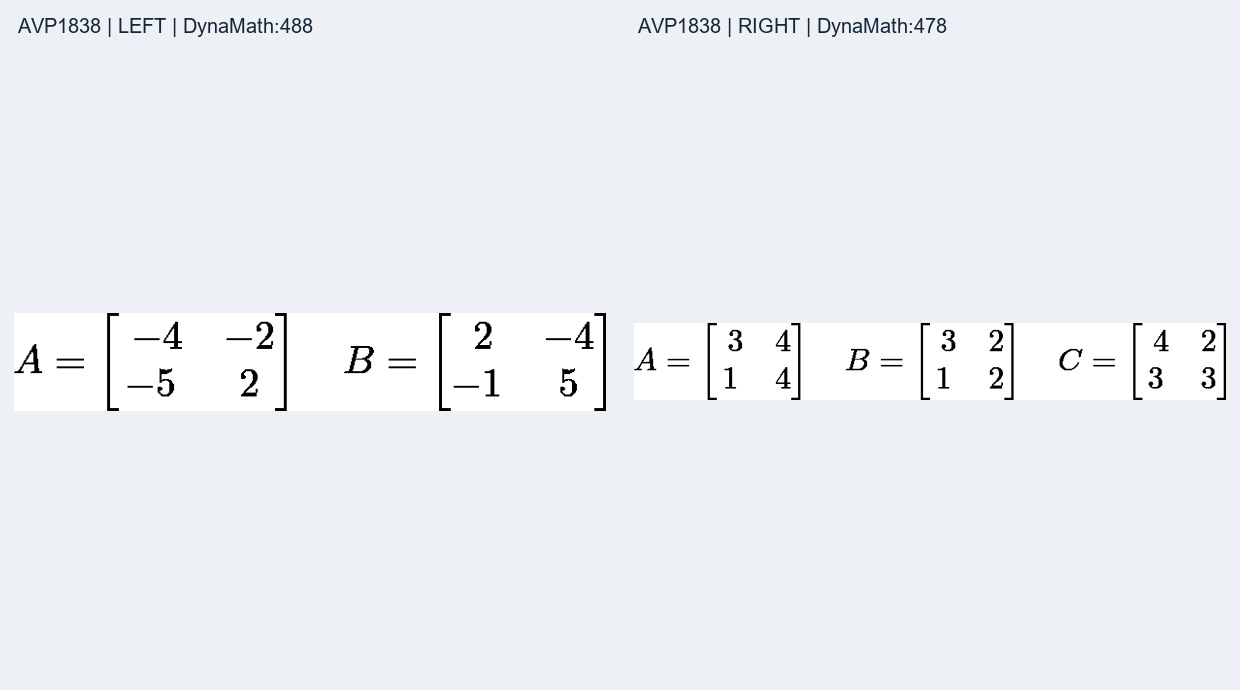 AVP1838 | LEFT | DynaMath:488
A = [ −4 −2 ] B = [ 2 −4 ]
[ −5 2 ] [ −1 5 ]
AVP1838 | RIGHT | DynaMath:478
A = [ 3 4 ] B = [ 3 2 ] C = [ 4 2 ]
[ 1 4 ] [ 1 2 ] [ 3 3 ]